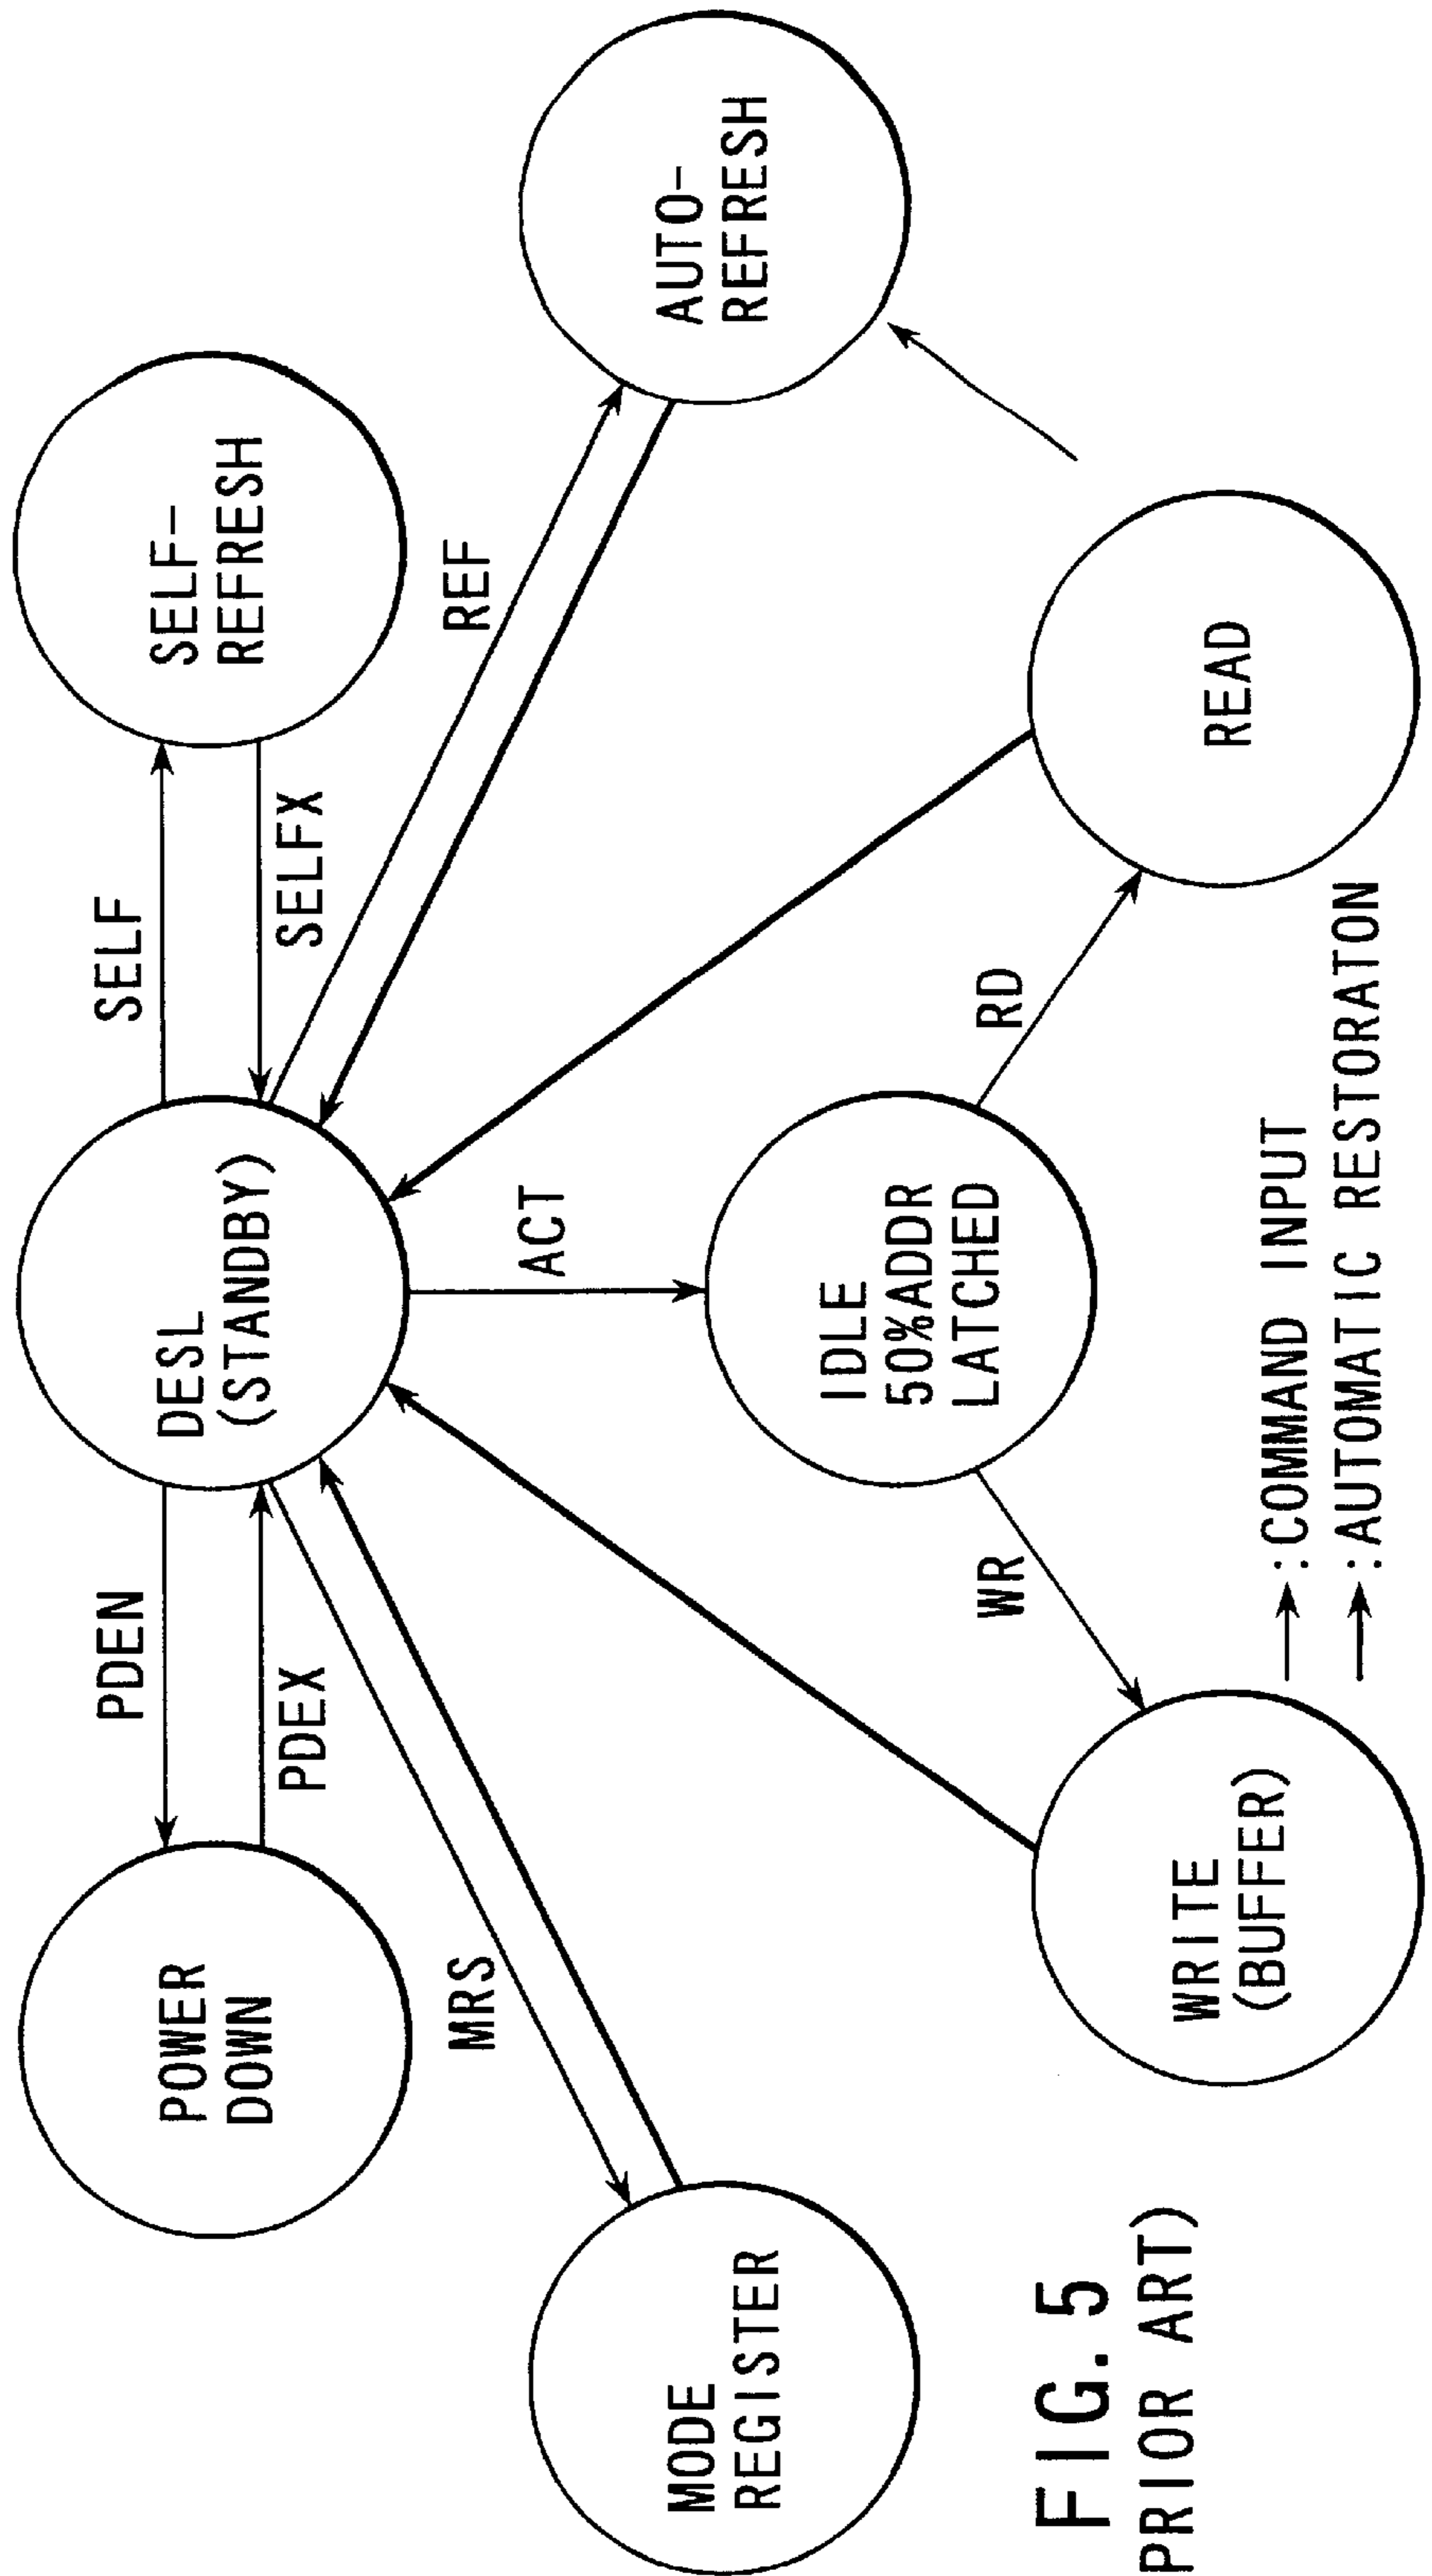 POWER
DOWN
PDEN
PDEX
DESL
(STANDBY)
SELF
SELFX
SELF-
REFRESH
MODE
REGISTER
MRS
ACT
REF
AUTO-
REFRESH
IDLE
50%ADDR
LATCHED
WR
RD
WRITE
(BUFFER)
READ
:COMMAND INPUT
:AUTOMATIC RESTORATON
FIG. 5
PRIOR ART)